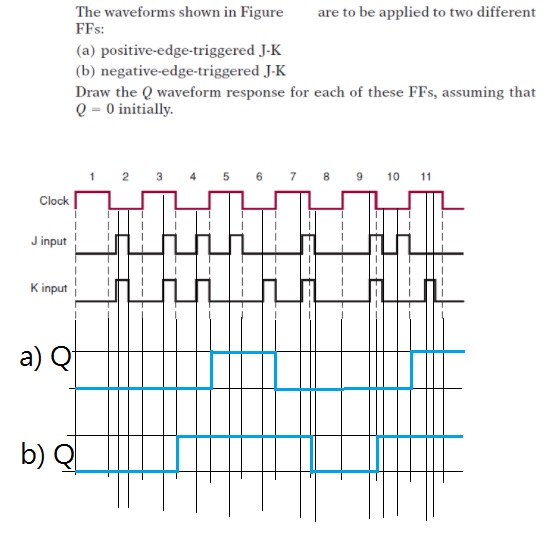 The waveforms shown in Figure are to be applied to two different
FFs:
(a) positive-edge-triggered J-K
(b) negative-edge-triggered J-K
Draw the Q waveform response for each of these FFs, assuming that
Q = 0 initially.
1 2 3 4 5 6 7 8 9 10 11
Clock
J input
K input
a) Q
b) Q